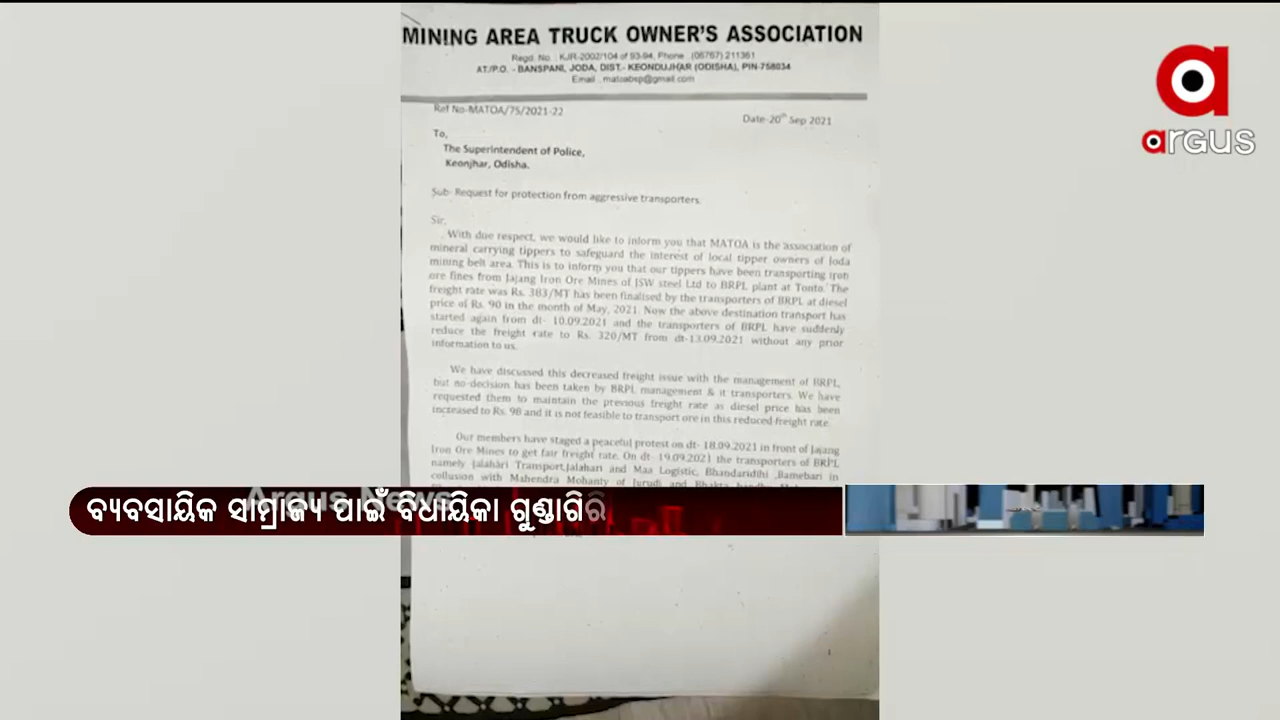 MINING AREA TRUCK OWNER'S ASSOCIATION
Regd. No. : KJR-2002/104 of 93-94, Phone : (06767) 211361
AT./P.O. - BANSPANI, JODA, DIST.- KEONDUJHAR (ODISHA), PIN-758034
Email : matoabsp@gmail.com
argus
Ref No-MATOA/75/2021-22
Date-20th Sep 2021
To,
The Superintendent of Police,
Keonjhar, Odisha.
Sub- Request for protection from aggressive transporters.
Sir,
With due respect, we would like to inform you that MATOA is the association of
mineral carrying tippers to safeguard the interest of local tipper owners of Joda
mining belt area. This is to inform you that our tippers have been transporting iron
ore fines from Jajang Iron Ore Mines of JSW steel Ltd to BRPL plant at Tonto. The
freight rate was Rs. 383/MT has been finalised by the transporters of BRPL at diesel
price of Rs. 90 in the month of May, 2021. Now the above destination transport has
started again from dt- 10.09.2021 and the transporters of BRPL have suddenly
reduce the freight rate to Rs. 320/MT from dt-13.09.2021 without any prior
information to us.
We have discussed this decreased freight issue with the management of BRPL,
but no decision has been taken by BRPL management & it transporters. We have
requested them to maintain the previous freight rate as diesel price has been
increased to Rs. 98 and it is not feasible to transport ore in this reduced freight rate.
Our members have staged a peaceful protest on dt- 18.09.2021 in front of Jajang
Iron Ore Mines to get fair freight rate. On dt -19.09.2021 the transporters of BRPL
namely Jalahari Transport,Jalahari and Maa Logistic, Bhandaridihi ,Bamebari in
collusion with Mahendra Mohanty of Jurudi and Bhakta
Argus News
ବ୍ୟବସାୟିକ ସାମ୍ରାଜ୍ୟ ପାଇଁ ବିଧାୟିକା ଗୁଣ୍ଡାଗିରି